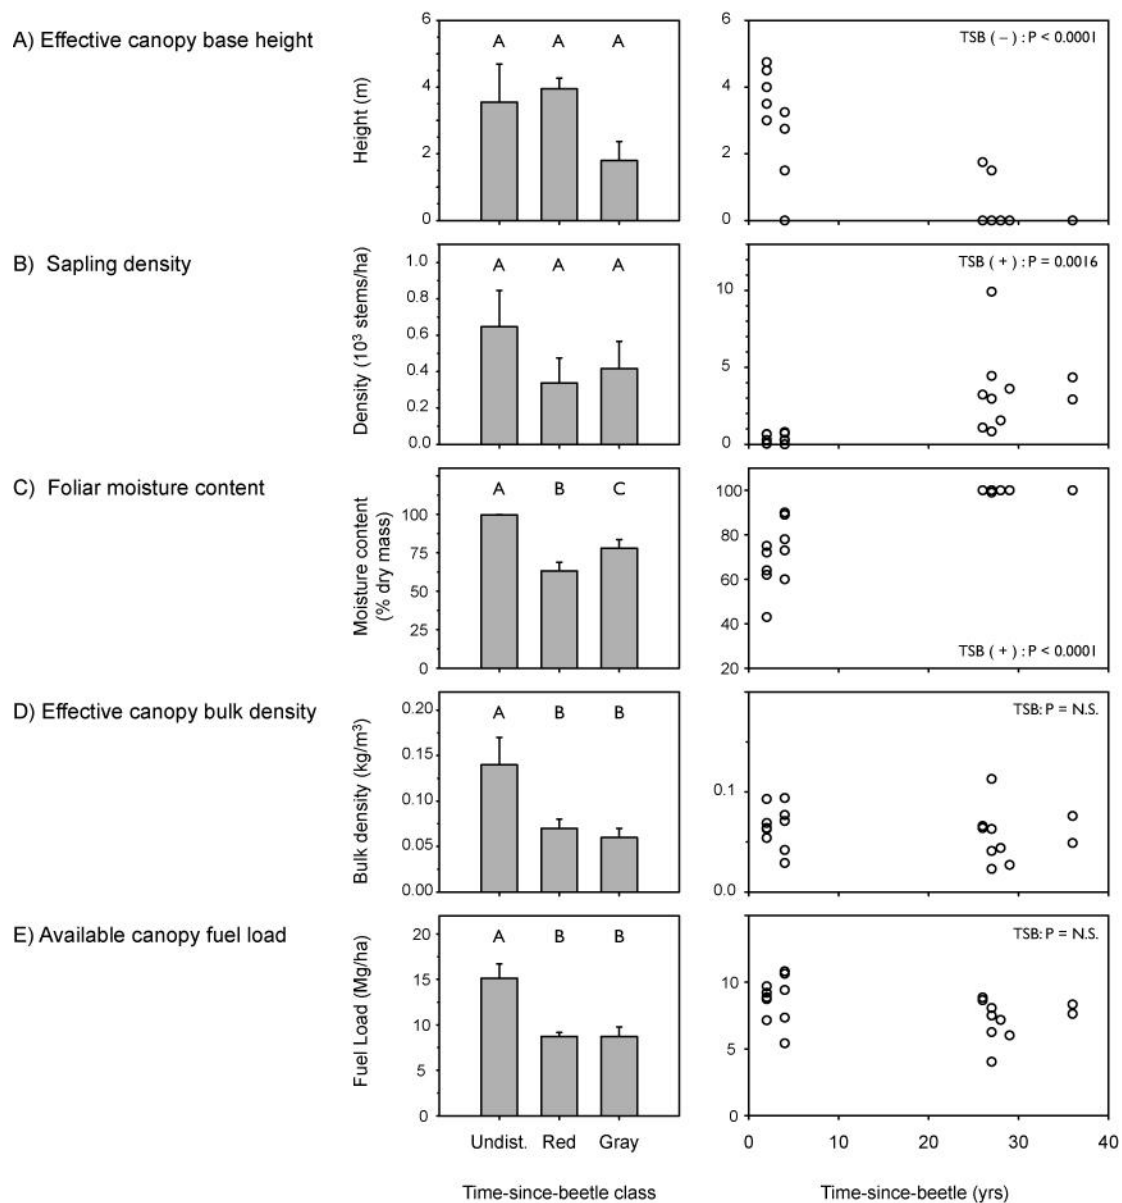 A) Effective canopy base height
Height (m)
6
4
2
0
A A A
6
4
2
0
TSB ( – ) : P < 0.0001
B) Sapling density
Density (10³ stems/ha)
1.0
0.8
0.6
0.4
0.2
0.0
A A A
10
5
0
TSB ( + ) : P = 0.0016
C) Foliar moisture content
Moisture content
(% dry mass)
100
75
50
25
0
A B C
100
80
60
40
20
TSB ( + ) : P < 0.0001
D) Effective canopy bulk density
Bulk density (kg/m³)
0.20
0.15
0.10
0.05
0.00
A B B
0.1
0.0
TSB: P = N.S.
E) Available canopy fuel load
Fuel Load (Mg/ha)
20
15
10
5
0
A B B
10
5
0
TSB: P = N.S.
Undist. Red Gray
0 10 20 30 40
Time-since-beetle class
Time-since-beetle (yrs)